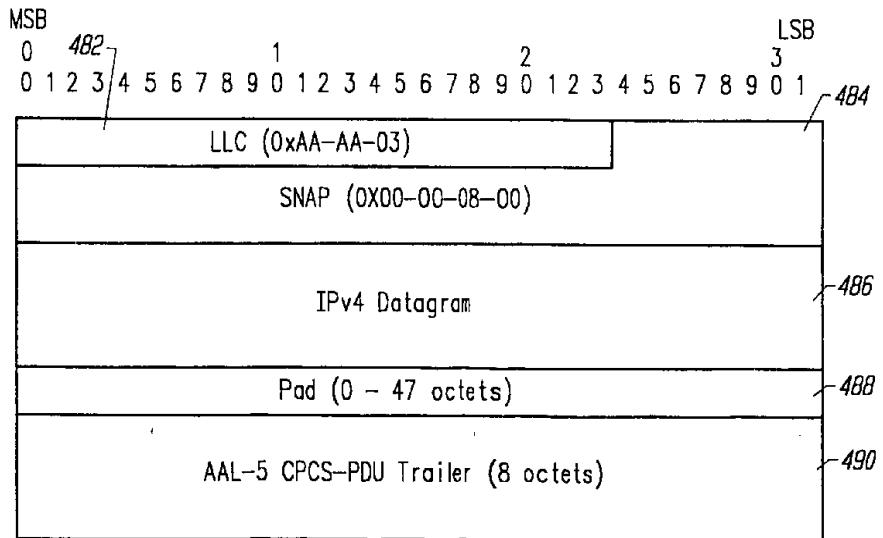 MSB LSB
0 482 1 2 3
0 1 2 3 4 5 6 7 8 9 0 1 2 3 4 5 6 7 8 9 0 1 2 3 4 5 6 7 8 9 0 1
484
LLC (0xAA-AA-03)
SNAP (0X00-00-08-00)
IPv4 Datagram 486
Pad (0 - 47 octets) 488
AAL-5 CPCS-PDU Trailer (8 octets) 490